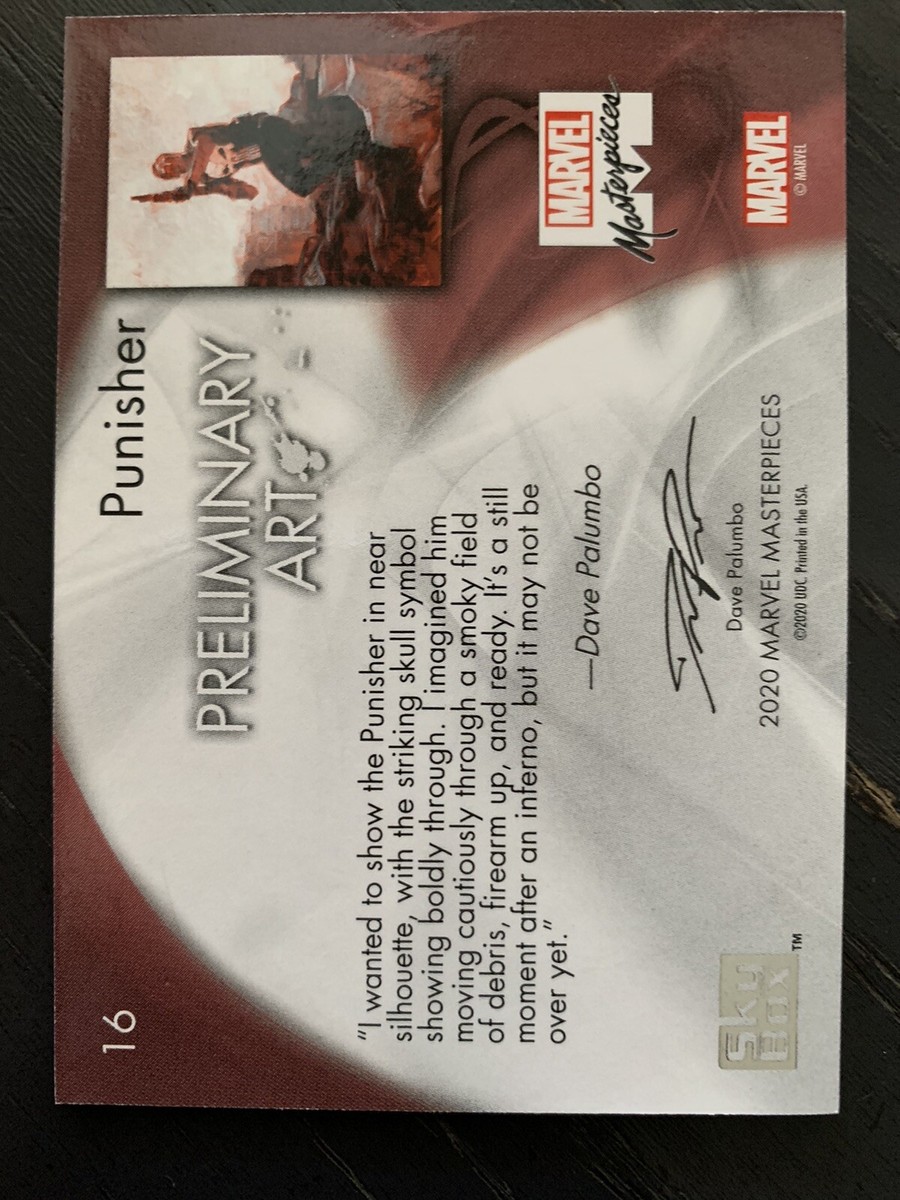 16
Punisher
PRELIMINARY
ART
"I wanted to show the Punisher in near
silhouette, with the striking skull symbol
showing boldly through. I imagined him
moving cautiously through a smoky field
of debris, firearm up, and ready. It's a still
moment after an inferno, but it may not be
over yet."
—Dave Palumbo
MARVEL
Masterpieces
Dave Palumbo
2020 MARVEL MASTERPIECES
©2020 UDC. Printed in the USA.
SkyBox
TM
MARVEL
© MARVEL